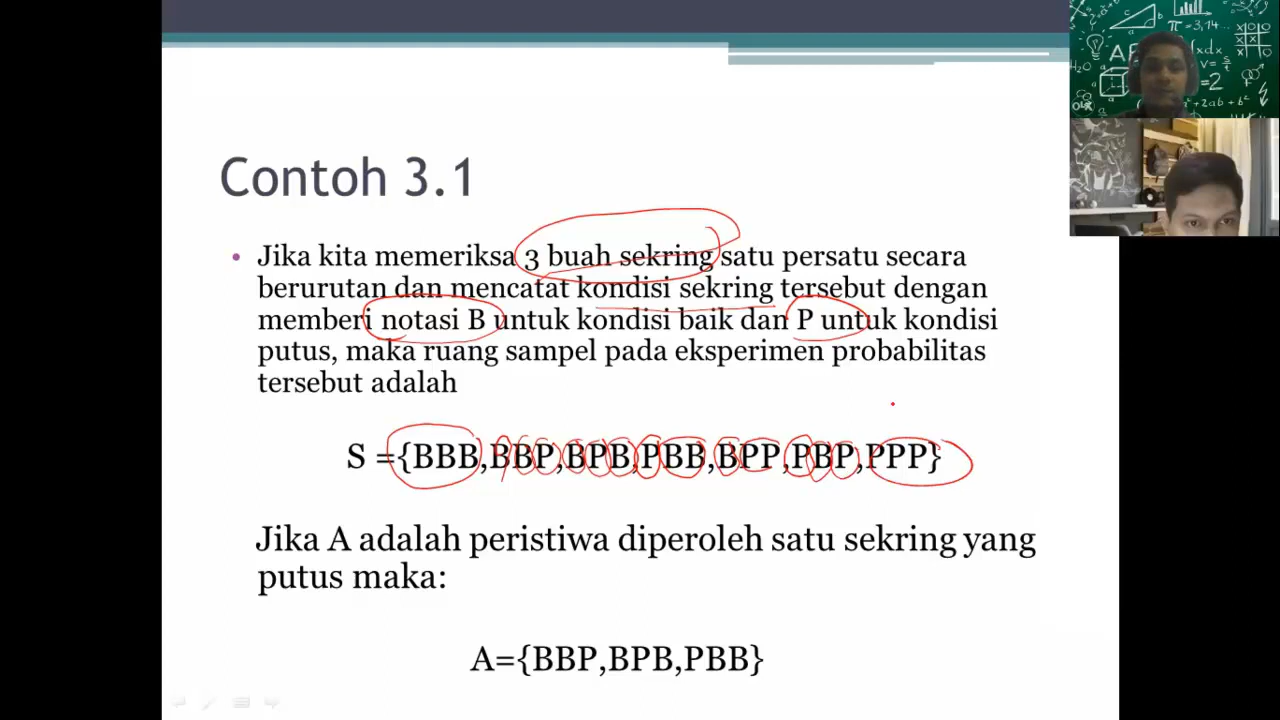 Contoh 3.1
• Jika kita memeriksa 3 buah sekring satu persatu secara
berurutan dan mencatat kondisi sekring tersebut dengan
memberi notasi B untuk kondisi baik dan P untuk kondisi
putus, maka ruang sampel pada eksperimen probabilitas
tersebut adalah
S ={BBB,BBP,BPB,PBB,BPP,PBP,PPP}
Jika A adalah peristiwa diperoleh satu sekring yang
putus maka:
A={BBP,BPB,PBB}